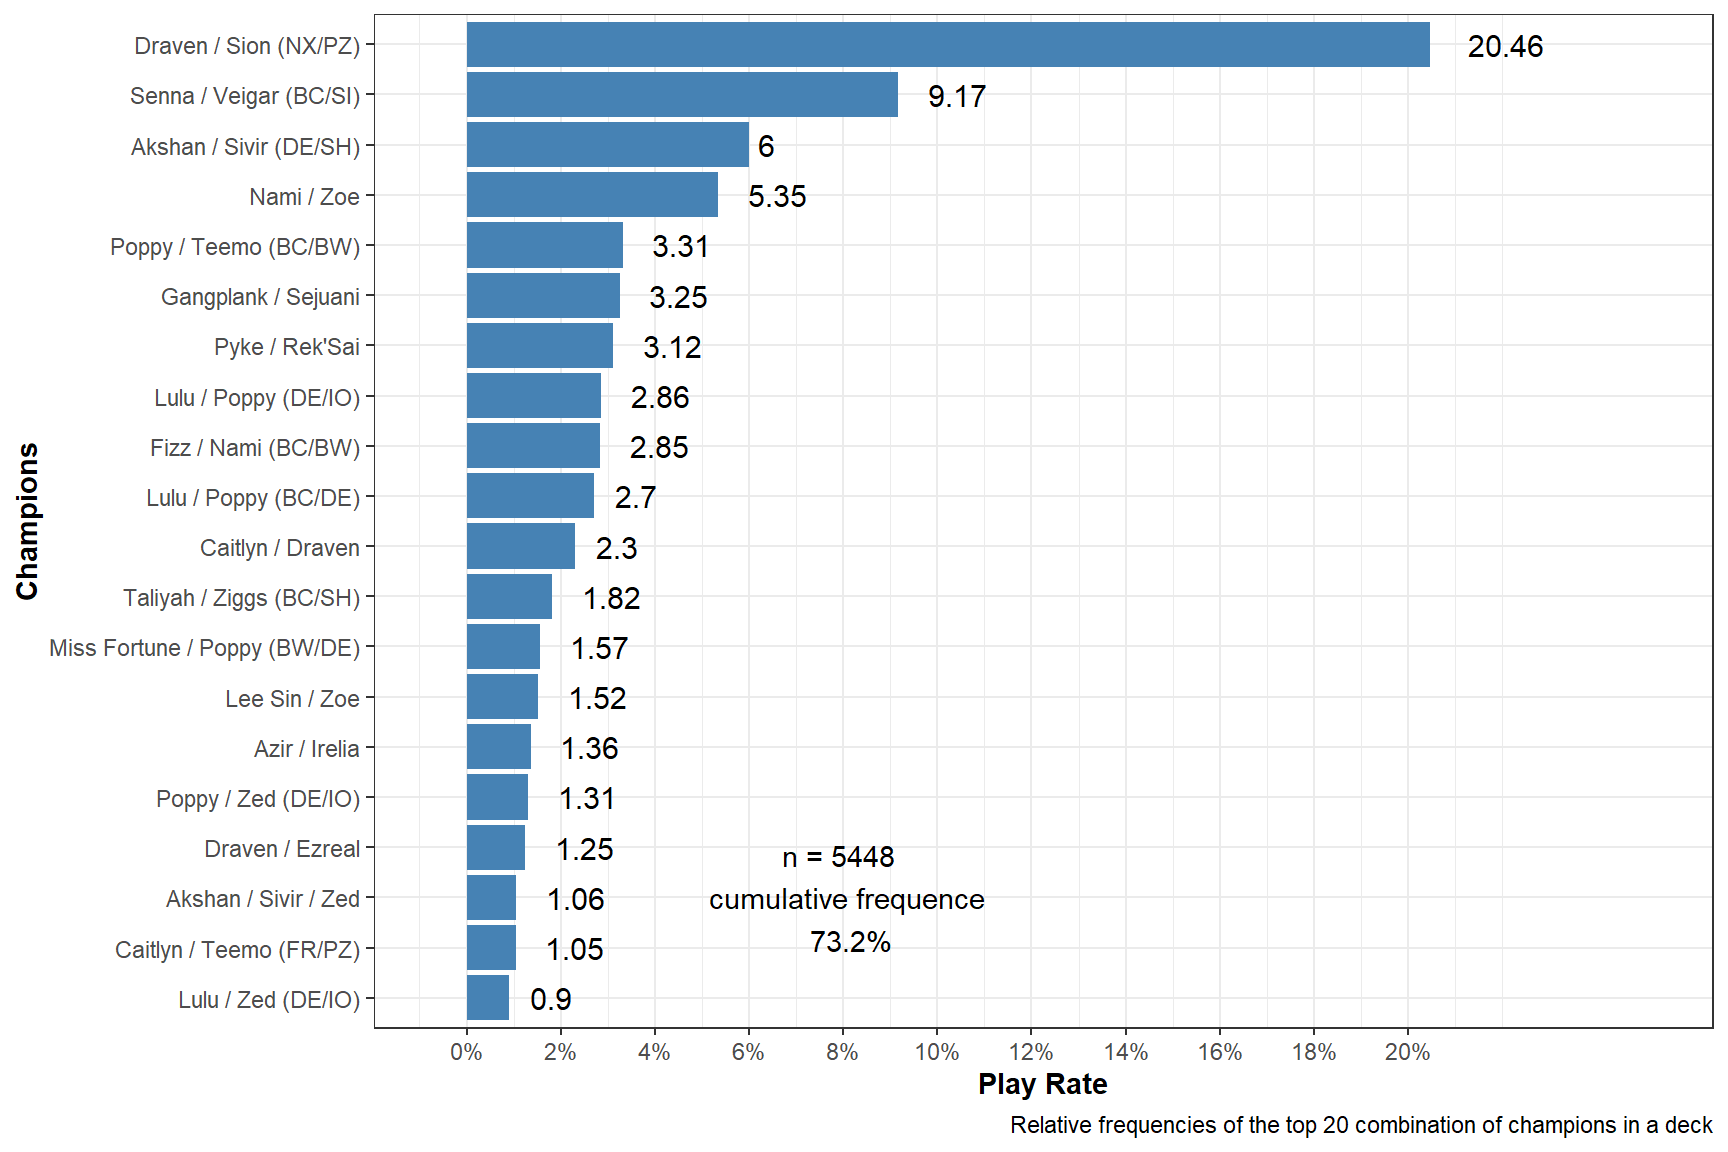 Draven / Sion (NX/PZ) 20.46
Senna / Veigar (BC/SI) 9.17
Akshan / Sivir (DE/SH) 6
Nami / Zoe 5.35
Poppy / Teemo (BC/BW) 3.31
Gangplank / Sejuani 3.25
Pyke / Rek'Sai 3.12
Lulu / Poppy (DE/IO) 2.86
Fizz / Nami (BC/BW) 2.85
Lulu / Poppy (BC/DE) 2.7
Caitlyn / Draven 2.3
Taliyah / Ziggs (BC/SH) 1.82
Miss Fortune / Poppy (BW/DE) 1.57
Lee Sin / Zoe 1.52
Azir / Irelia 1.36
Poppy / Zed (DE/IO) 1.31
Draven / Ezreal 1.25
Akshan / Sivir / Zed 1.06
Caitlyn / Teemo (FR/PZ) 1.05
Lulu / Zed (DE/IO) 0.9
n = 5448
cumulative frequence
73.2%
Champions
0% 2% 4% 6% 8% 10% 12% 14% 16% 18% 20%
Play Rate
Relative frequencies of the top 20 combination of champions in a deck